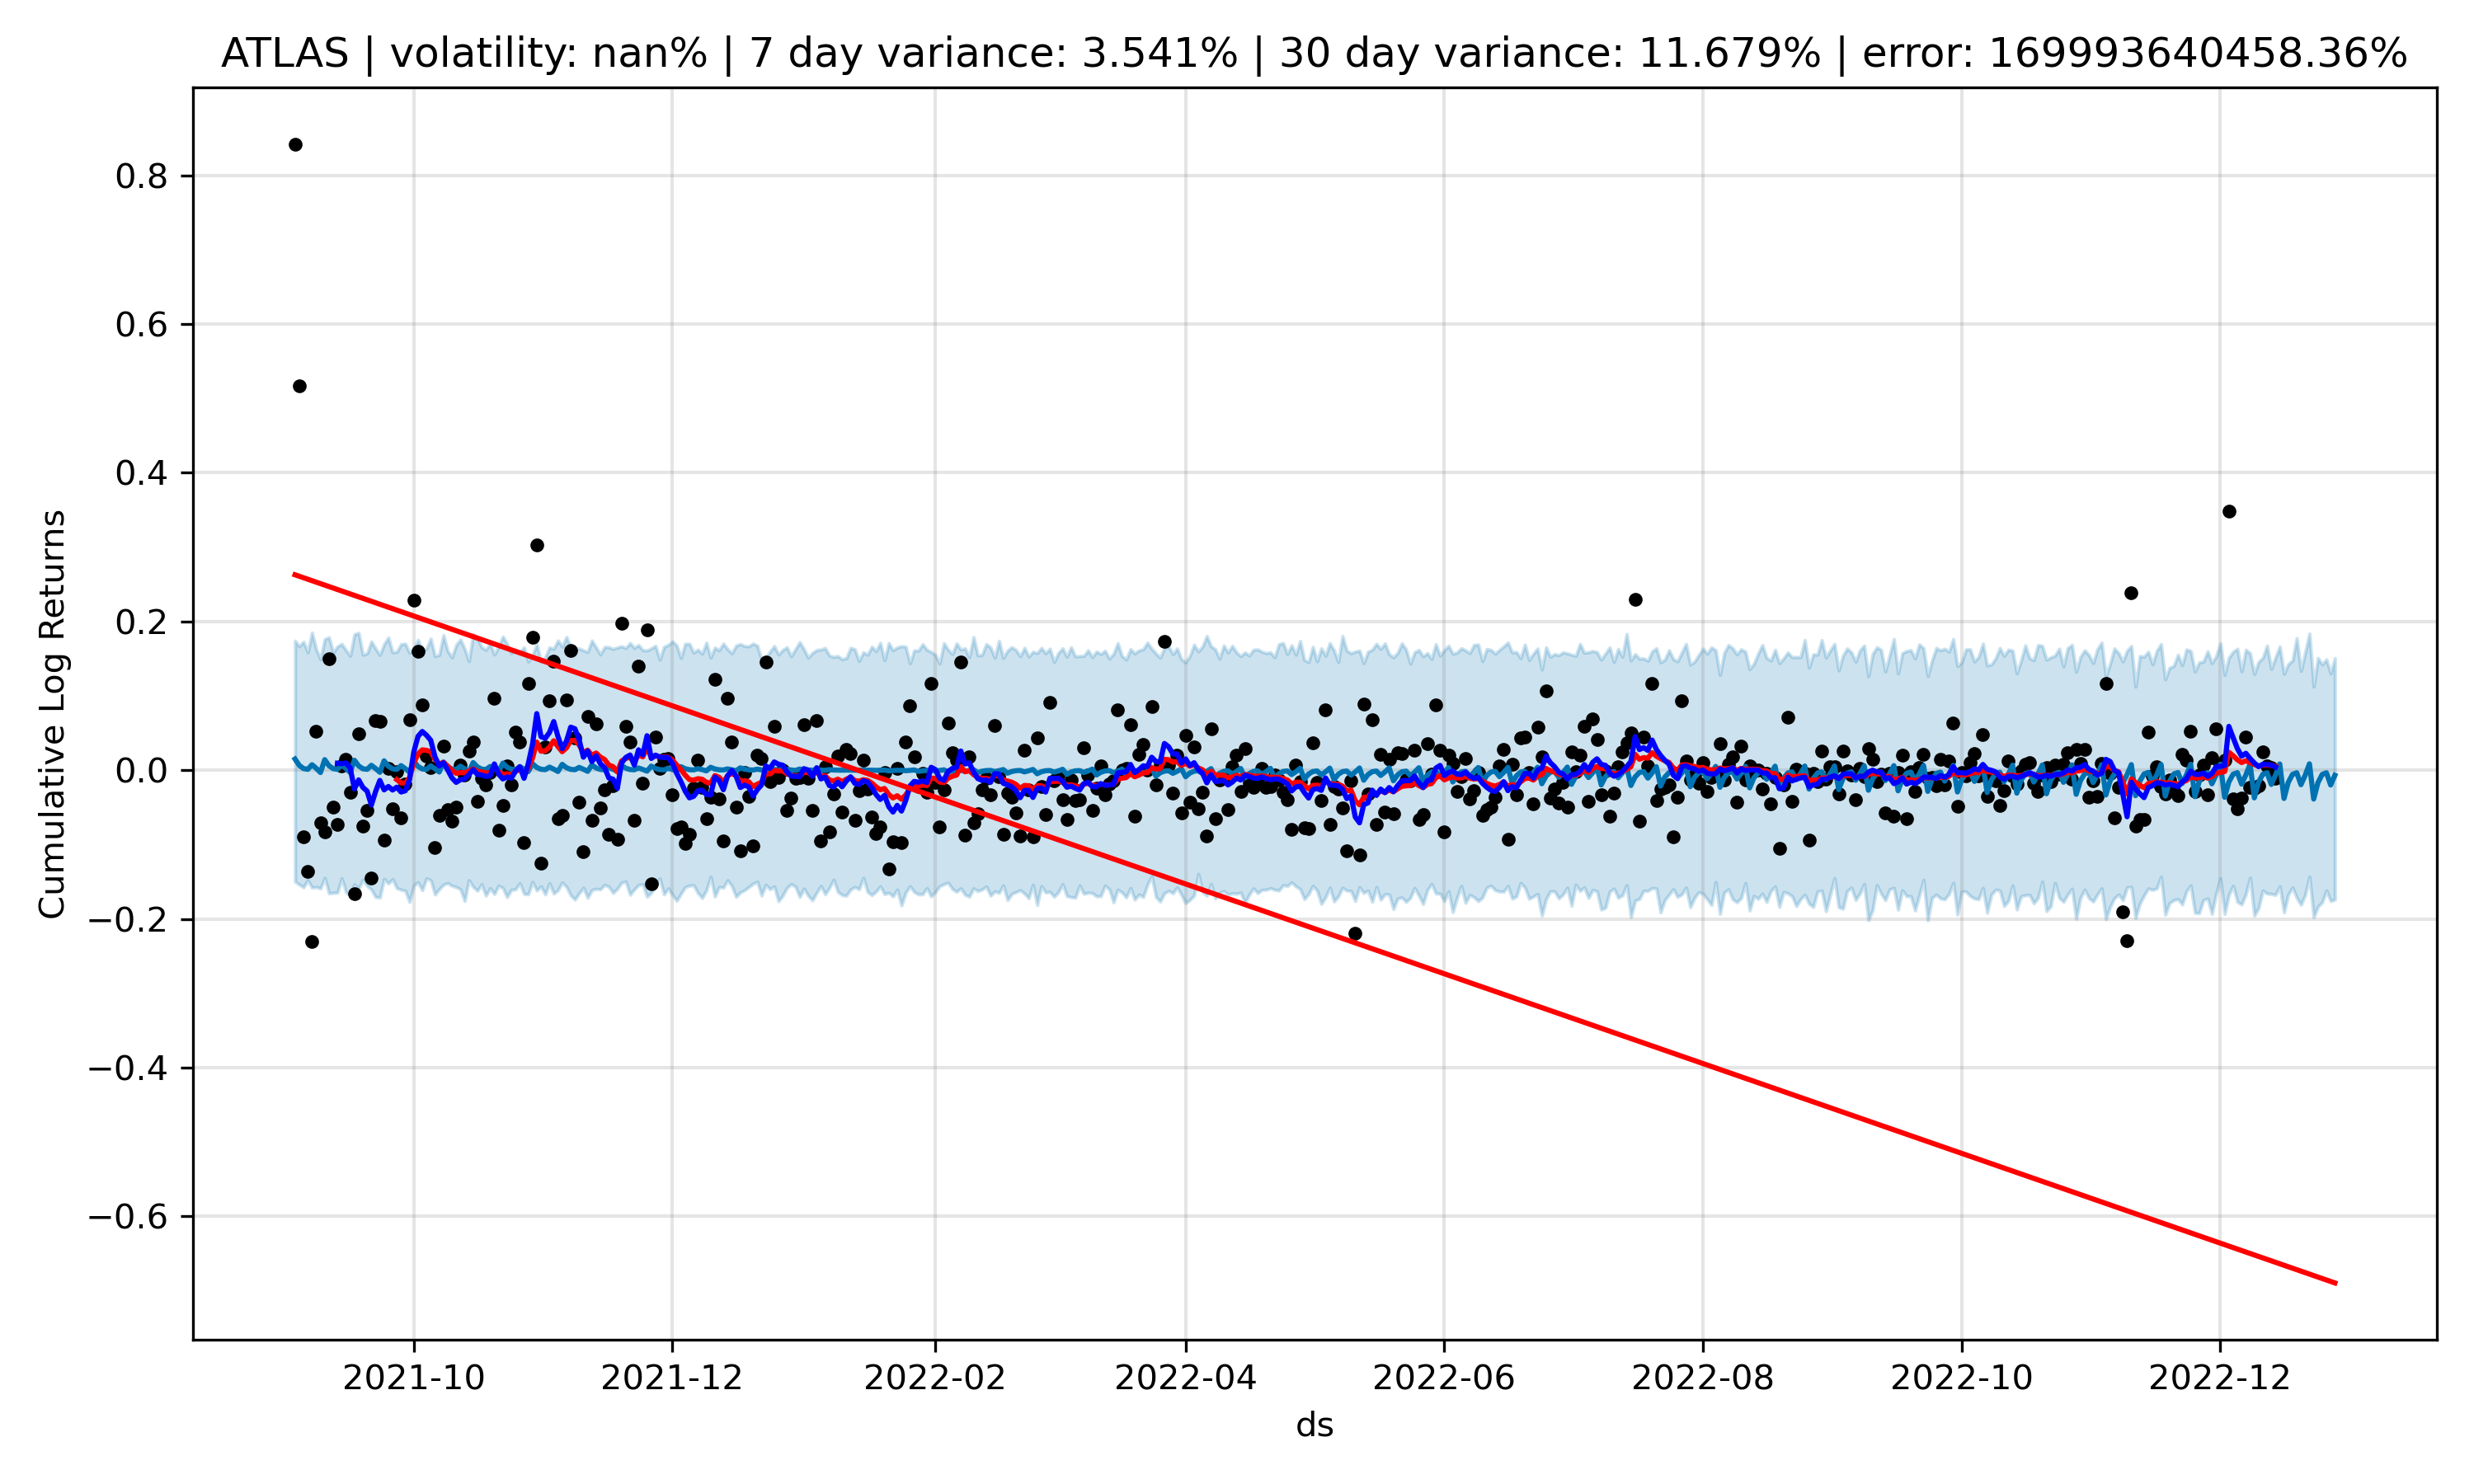 ATLAS | volatility: nan% | 7 day variance: 3.541% | 30 day variance: 11.679% | error: 169993640458.36%
0.8
0.6
0.4
0.2
0.0
−0.2
−0.4
−0.6
Cumulative Log Returns
2021-10 2021-12 2022-02 2022-04 2022-06 2022-08 2022-10 2022-12
ds